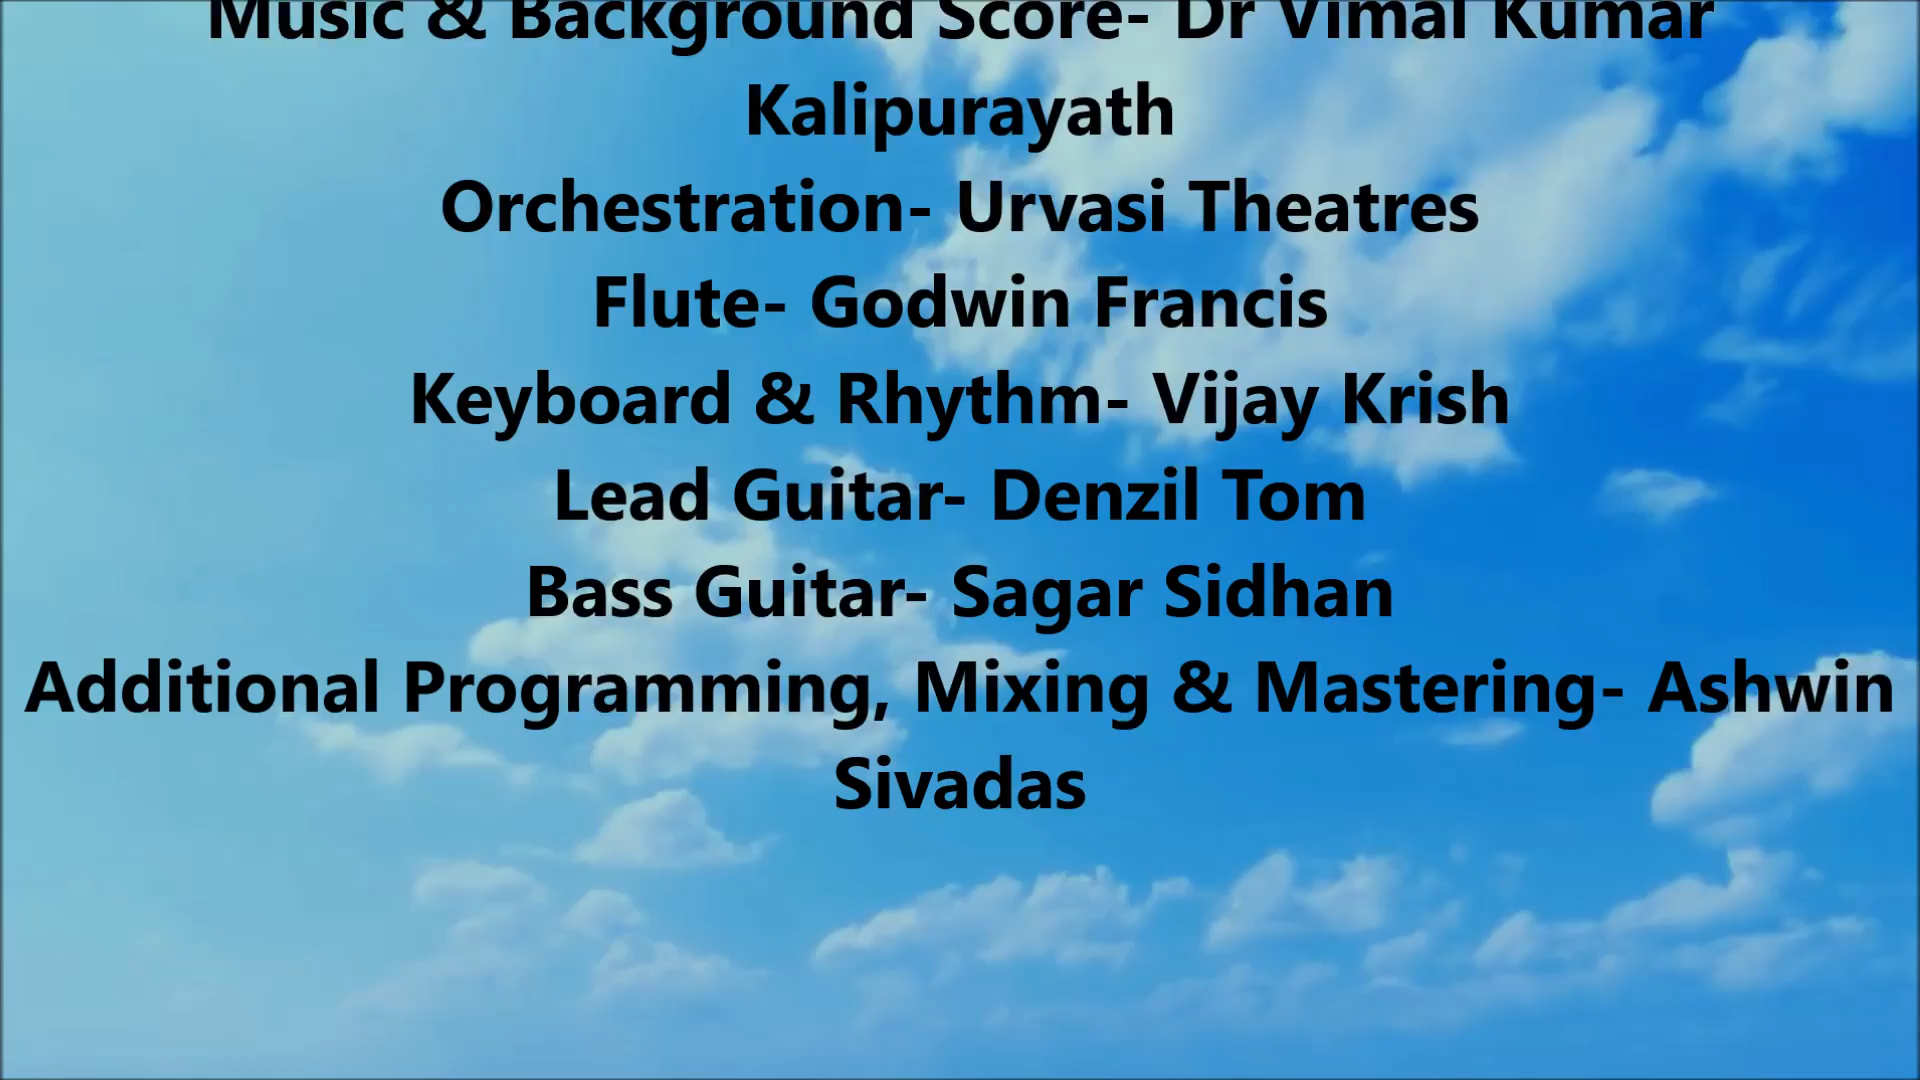 Music & Background Score- Dr Vimal Kumar
Kalipurayath
Orchestration- Urvasi Theatres
Flute- Godwin Francis
Keyboard & Rhythm- Vijay Krish
Lead Guitar- Denzil Tom
Bass Guitar- Sagar Sidhan
Additional Programming, Mixing & Mastering- Ashwin
Sivadas